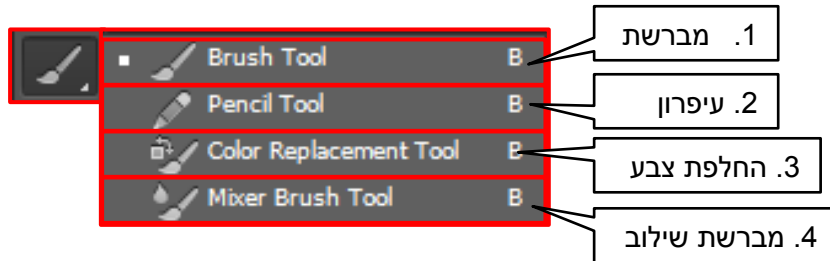 Brush Tool B
1. מברשת
Pencil Tool B
2. עיפרון
Color Replacement Tool B
3. החלפת צבע
Mixer Brush Tool B
4. מברשת שילוב